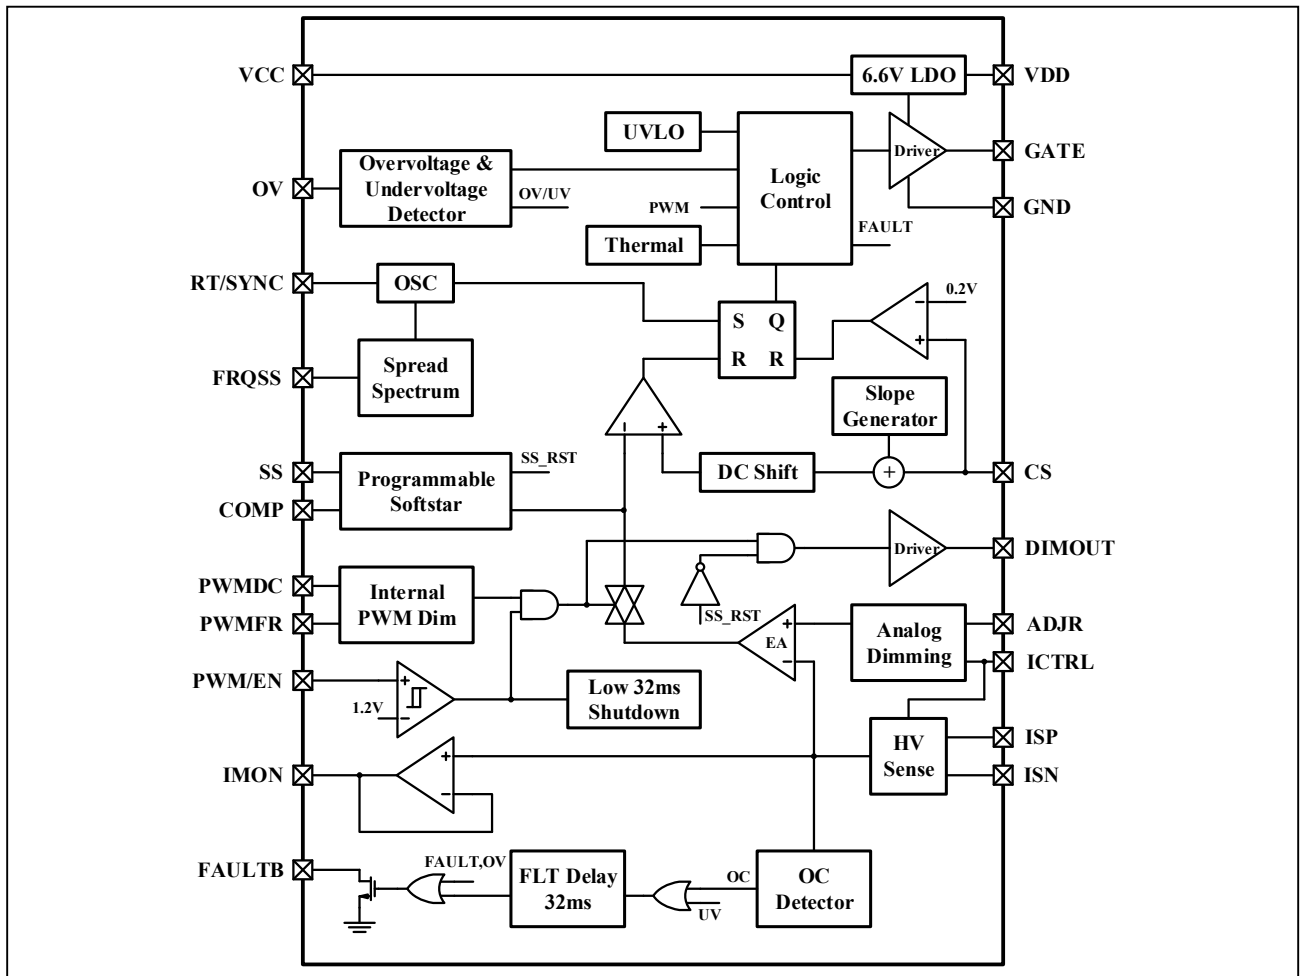 VCC
6.6V LDO
VDD
UVLO
Logic
Control
Driver
GATE
OV
Overvoltage &
Undervoltage
Detector
OV/UV
PWM
GND
Thermal
FAULT
RT/SYNC
OSC
S Q
R R
0.2V
−
+
FRQSS
Spread
Spectrum
Slope
Generator
− +
SS
COMP
Programmable
Softstar
SS_RST
DC Shift
+
CS
Driver
DIMOUT
PWMDC
PWMFR
Internal
PWM Dim
SS_RST
+
EA
−
Analog
Dimming
ADJR
ICTRL
PWM/EN
+
1.2V
−
Low 32ms
Shutdown
HV
Sense
ISP
ISN
IMON
+
−
FAULTB
FAULT,OV
FLT Delay
32ms
OC
UV
OC
Detector